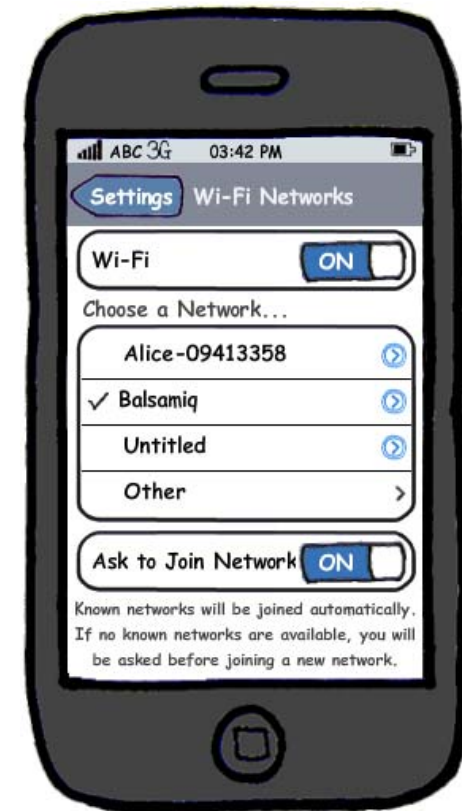 ABC 3G 03:42 PM
Settings Wi-Fi Networks
Wi-Fi ON
Choose a Network...
Alice-09413358
Balsamiq
Untitled
Other
Ask to Join Network ON
Known networks will be joined automatically.
If no known networks are available, you will
be asked before joining a new network.